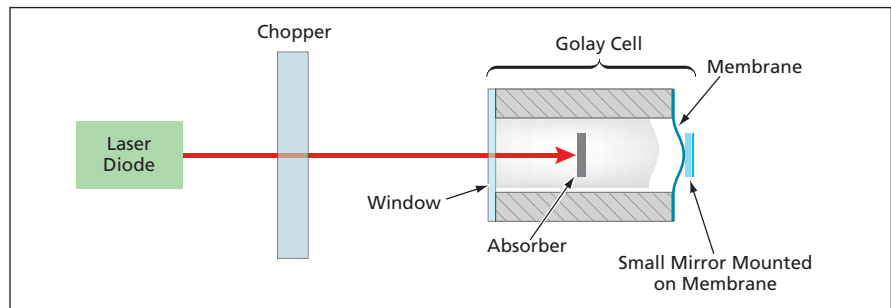 Chopper
Golay Cell
Membrane
Laser
Diode
Window
Absorber
Small Mirror Mounted
on Membrane